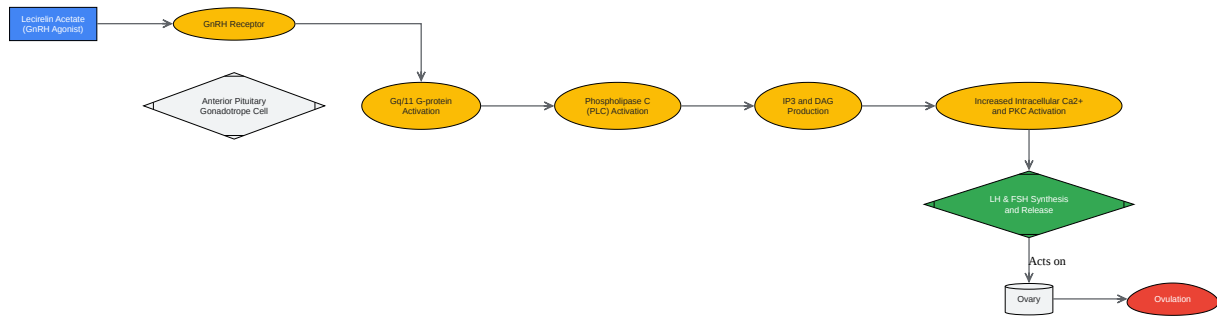 Lecirelin Acetate
(GnRH Agonist)
GnRH Receptor
Anterior Pituitary
Gonadotrope Cell
Gq/11 G-protein
Activation
Phospholipase C
(PLC) Activation
IP3 and DAG
Production
Increased Intracellular Ca2+
and PKC Activation
LH & FSH Synthesis
and Release
Acts on
Ovary
Ovulation